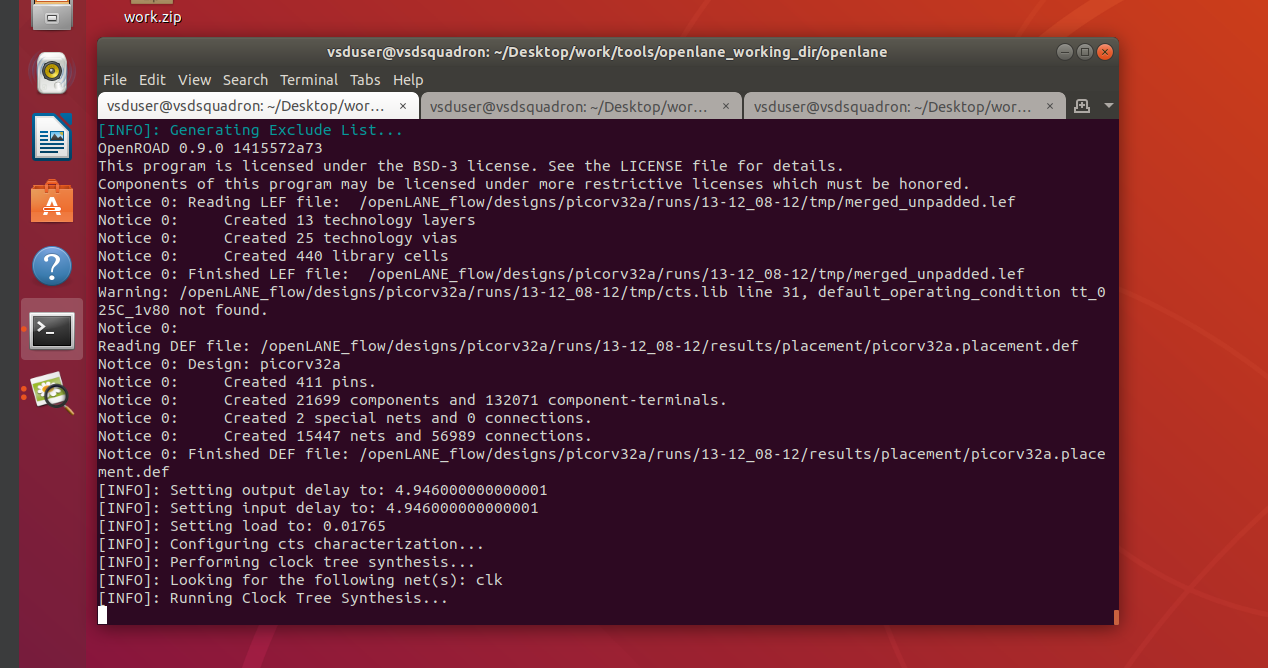 work.zip
vsduser@vsdsquadron: ~/Desktop/work/tools/openlane_working_dir/openlane
File Edit View Search Terminal Tabs Help
vsduser@vsdsquadron: ~/Desktop/wor... × vsduser@vsdsquadron: ~/Desktop/wor... × vsduser@vsdsquadron: ~/Desktop/wor... ×
[INFO]: Generating Exclude List...
OpenROAD 0.9.0 1415572a73
This program is licensed under the BSD-3 license. See the LICENSE file for details.
Components of this program may be licensed under more restrictive licenses which must be honored.
Notice 0: Reading LEF file:  /openLANE_flow/designs/picorv32a/runs/13-12_08-12/tmp/merged_unpadded.lef
Notice 0:     Created 13 technology layers
Notice 0:     Created 25 technology vias
Notice 0:     Created 440 library cells
Notice 0: Finished LEF file:  /openLANE_flow/designs/picorv32a/runs/13-12_08-12/tmp/merged_unpadded.lef
Warning: /openLANE_flow/designs/picorv32a/runs/13-12_08-12/tmp/cts.lib line 31, default_operating_condition tt_0
25C_1v80 not found.
Notice 0:
Reading DEF file: /openLANE_flow/designs/picorv32a/runs/13-12_08-12/results/placement/picorv32a.placement.def
Notice 0: Design: picorv32a
Notice 0:     Created 411 pins.
Notice 0:     Created 21699 components and 132071 component-terminals.
Notice 0:     Created 2 special nets and 0 connections.
Notice 0:     Created 15447 nets and 56989 connections.
Notice 0: Finished DEF file: /openLANE_flow/designs/picorv32a/runs/13-12_08-12/results/placement/picorv32a.place
ment.def
[INFO]: Setting output delay to: 4.946000000000001
[INFO]: Setting input delay to: 4.946000000000001
[INFO]: Setting load to: 0.01765
[INFO]: Configuring cts characterization...
[INFO]: Performing clock tree synthesis...
[INFO]: Looking for the following net(s): clk
[INFO]: Running Clock Tree Synthesis...